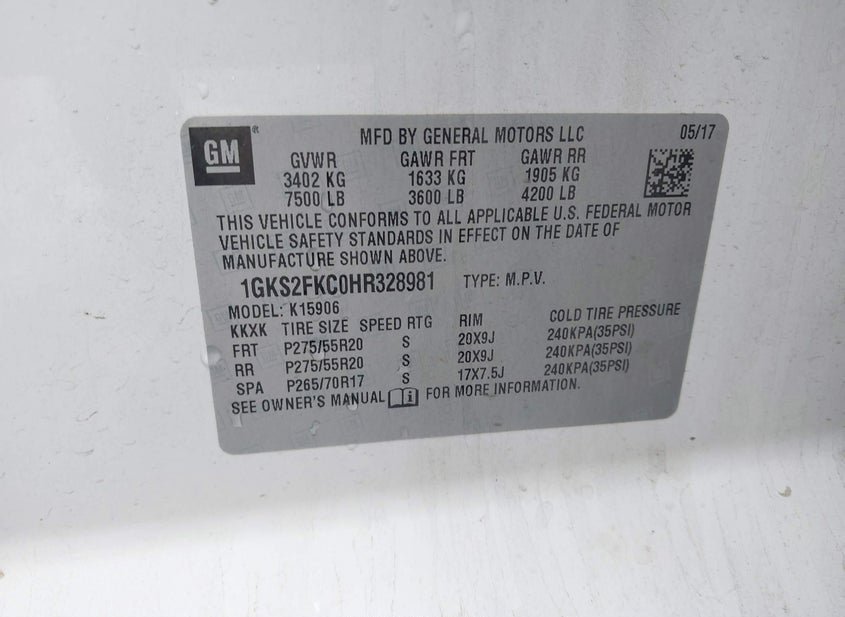 GM ® MFD BY GENERAL MOTORS LLC 05/17
GVWR GAWR FRT GAWR RR
3402 KG 1633 KG 1905 KG
7500 LB 3600 LB 4200 LB
THIS VEHICLE CONFORMS TO ALL APPLICABLE U.S. FEDERAL MOTOR
VEHICLE SAFETY STANDARDS IN EFFECT ON THE DATE OF
MANUFACTURE SHOWN ABOVE.
1GKS2FKC0HR328981 TYPE: M.P.V.
MODEL: K15906
KKXK TIRE SIZE SPEED RTG RIM COLD TIRE PRESSURE
FRT P275/55R20 S 20X9J 240KPA(35PSI)
RR P275/55R20 S 20X9J 240KPA(35PSI)
SPA P265/70R17 S 17X7.5J 240KPA(35PSI)
SEE OWNER'S MANUAL i FOR MORE INFORMATION.